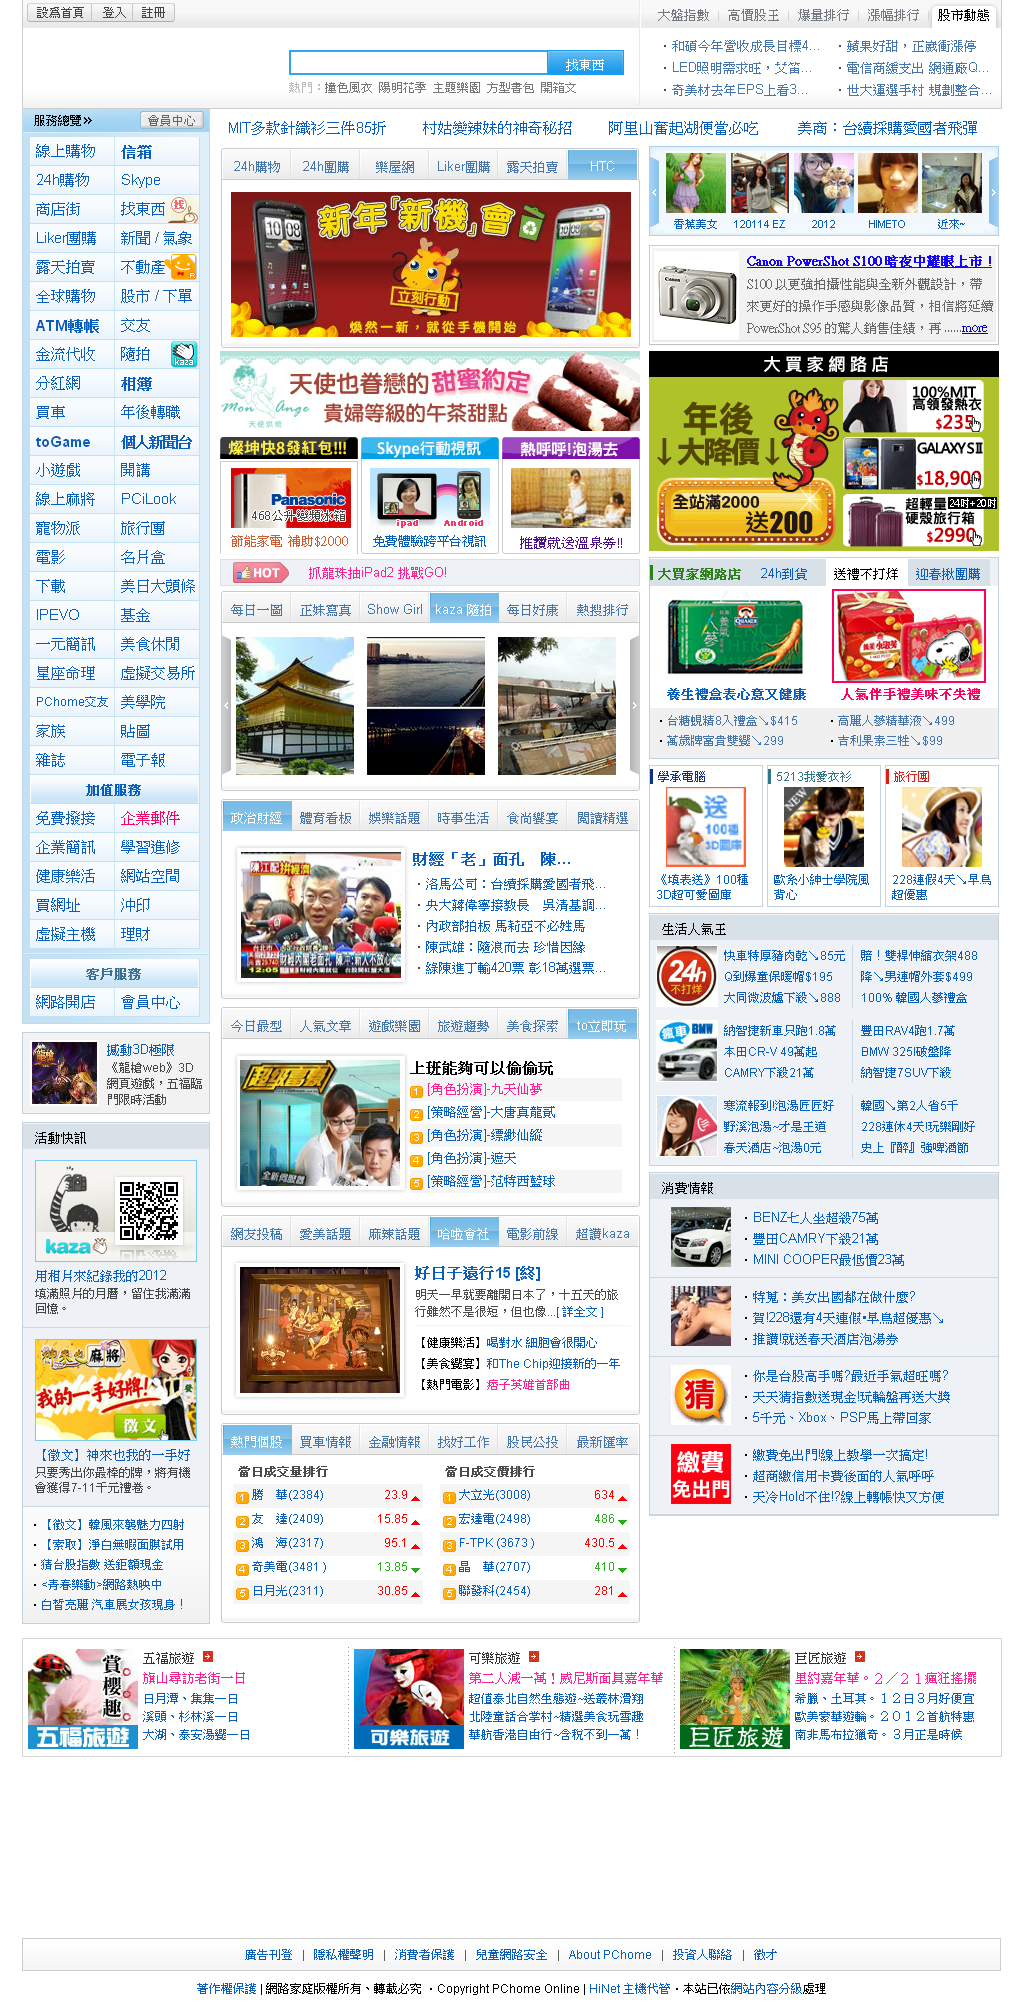 設為首頁 登入 註冊
大盤指數 高價股王 爆量排行 漲幅排行 股市動態
‧和碩今年營收成長目標4... ‧蘋果好甜，正崴衝漲停
‧LED照明需求旺，艾笛... ‧電信商緩支出 網通廠Q...
‧奇美材去年EPS上看3... ‧世大運選手村 規劃整合...
找東西
熱門：撞色風衣 陽明花季 主題樂園 方型書包 開箱文
服務總覽 會員中心
線上購物 信箱
24h購物 Skype
商店街 找東西 找
Liker團購 新聞 / 氣象
露天拍賣 不動產
全球購物 股市 / 下單
ATM轉帳 交友
金流代收 隨拍 kaza
分紅網 相簿
買車 年後轉職
toGame 個人新聞台
小遊戲 開講
線上麻將 PCiLook
寵物派 旅行團
電影 名片盒
下載 美日大頭條
IPEVO 基金
一元簡訊 美食休閒
星座命理 虛擬交易所
PChome交友 美學院
家族 貼圖
雜誌 電子報
加值服務
免費撥接 企業郵件
企業簡訊 學習進修
健康樂活 網站空間
買網址 沖印
虛擬主機 理財
客戶服務
網路開店 會員中心
撼動3D極限
《龍槍web》3D
網頁遊戲，五福臨
門限時活動
活動快訊
kaza
用相片來紀錄我的2012
填滿照片的月曆，留住我滿滿
回憶。
麻將
我的一手好牌!
徵文
【徵文】神來也我的一手好
只要秀出你最棒的牌，將有機
會獲得7-11千元禮卷。
‧【徵文】韓風來襲魅力四射
‧【索取】淨白無暇面膜試用
‧猜台股指數 送鉅額現金
‧<青春樂動>網路熱映中
‧白皙亮麗 汽車展女孩現身！
MIT多款針織衫三件85折 村姑變辣妹的神奇秘招 阿里山奮起湖便當必吃 美商：台續採購愛國者飛彈
24h購物 24h團購 樂屋網 Liker團購 露天拍賣 HTC
新年「新機」會
立刻行動
煥然一新，就從手機開始
天使也眷戀的甜蜜約定
貴婦等級的午茶甜點
Mon Ange
天使烘焙
燦坤快8發紅包!!! Skype行動視訊 熱呼呼!泡湯去
Panasonic
468公升變頻冰箱
ipad Android
節能家電 補助$2000 免費體驗跨平台視訊 推讚就送溫泉券!!
HOT 抓龍珠抽iPad2 挑戰GO!
每日一圖 正妹寫真 Show Girl kaza 隨拍 每日好康 熱搜排行
政治財經 體育看板 娛樂話題 時事生活 食尚饗宴 閱讀精選
財經「老」面孔　陳...
‧洛馬公司：台續採購愛國者飛...
‧央大蔣偉寧接教長　吳清基調...
‧內政部拍板 馬莉亞不必姓馬
‧陳武雄：隨浪而去 珍惜因緣
‧綠陳進丁輸420票 彰18萬選票...
今日最型 人氣文章 遊戲樂園 旅遊趨勢 美食探索 to立即玩
全新伺服器
上班能夠可以偷偷玩
1 [角色扮演]-九天仙夢
2 [策略經營]-大唐真龍貳
3 [角色扮演]-縹緲仙蹤
4 [角色扮演]-遮天
5 [策略經營]-范特西籃球
網友投稿 愛美話題 麻辣話題 哈啦會社 電影前線 超讚kaza
好日子遠行15 [終]
明天一早就要離開日本了，十五天的旅
行雖然不是很短，但也像...[ 詳全文 ]
【健康樂活】喝對水 細胞會很開心
【美食饗宴】和The Chip迎接新的一年
【熱門電影】痞子英雄首部曲
熱門個股 買車情報 金融情報 找好工作 股民公投 最新匯率
當日成交量排行 當日成交價排行
1 勝　華(2384) 23.9 1 大立光(3008) 634
2 友　達(2409) 15.85 2 宏達電(2498) 486
3 鴻　海(2317) 95.1 3 F-TPK (3673 ) 430.5
4 奇美電(3481 ) 13.85 4 晶　華(2707) 410
5 日月光(2311) 30.85 5 聯發科(2454) 281
香蕉美女 120114 EZ 2012 HIMETO 近來~
Canon PowerShot S100 暗夜中耀眼上市！
S100 以更強拍攝性能與全新外觀設計，帶
來更好的操作手感與影像品質，相信將延續
PowerShot S95 的驚人銷售佳績，再 ......more
大買家網路店
年後
↓大降價↓
全站滿2000
送200
100%MIT
高領發熱衣
$235
GALAXY S II
$18,900
超輕量 24吋+20吋
硬殼旅行箱
$2990
大買家網路店 24h到貨 送禮不打烊 迎春揪團購
養生禮盒表心意又健康 人氣伴手禮美味不失禮
‧台糖蜆精8入禮盒↘$415 ‧高麗人蔘精華液↘499
‧萬歲牌富貴雙饗↘299 ‧吉利果素三牲↘$99
學承電腦 5213我愛衣衫 旅行團
送
100種
3D圖庫
NEW
《填表送》100種 歐系小紳士學院風 228連假4天↘早鳥
3D超可愛圖庫 背心 超優惠
生活人氣王
24h
不打烊
快車特厚豬肉乾↘85元 賠！雙桿伸縮衣架488
Q到爆童保暖帽$195 降↘男連帽外套$499
大同微波爐下殺↘888 100% 韓國人蔘禮盒
汽車 BMW
納智捷新車只跑1.8萬 豐田RAV4跑1.7萬
本田CR-V 49萬起 BMW 325I破盤降
CAMRY下殺21萬 納智捷7SUV下殺
寒流報到!泡湯匠匠好 韓國↘第2人省5千
野溪泡湯~才是王道 228連休4天!玩樂剛好
春天酒店~泡湯0元 史上『醉』強啤酒節
消費情報
‧BENZ七人坐超殺75萬
‧豐田CAMRY下殺21萬
‧MINI COOPER最低價23萬
‧特蒐：美女出國都在做什麼?
‧賀!228還有4天連假‧早鳥超優惠↘
‧推讚!就送春天酒店泡湯券
猜
‧你是台股高手嗎?最近手氣超旺嗎?
‧天天猜指數送現金!玩輪盤再送大獎
‧5千元、Xbox、PSP馬上帶回家
繳費
免出門
‧繳費免出門!線上教學一次搞定!
‧超商繳信用卡費後面的人氣呼呼
‧天冷Hold不住!?線上轉帳快又方便
賞櫻趣
五福旅遊
五福旅遊
旗山尋訪老街一日
日月潭、集集一日
溪頭、杉林溪一日
大湖、泰安湯孌一日
可樂旅遊
可樂旅遊
第二人減一萬！威尼斯面具嘉年華
超值泰北自然生態遊~送叢林滑翔
北陸童話合掌村~精選美食玩雪趣
華航香港自由行~含稅不到一萬！
巨匠旅遊
巨匠旅遊
里約嘉年華。２／２１瘋狂搖擺
希臘、土耳其。１２日３月好便宜
歐美豪華遊輪。２０１２首航特惠
南非馬布拉獵奇。３月正是時候
廣告刊登 | 隱私權聲明 | 消費者保護 | 兒童網路安全 | About PChome | 投資人聯絡 | 徵才
著作權保護 | 網路家庭版權所有、轉載必究 ‧Copyright PChome Online | HiNet 主機代管‧本站已依網站內容分級處理